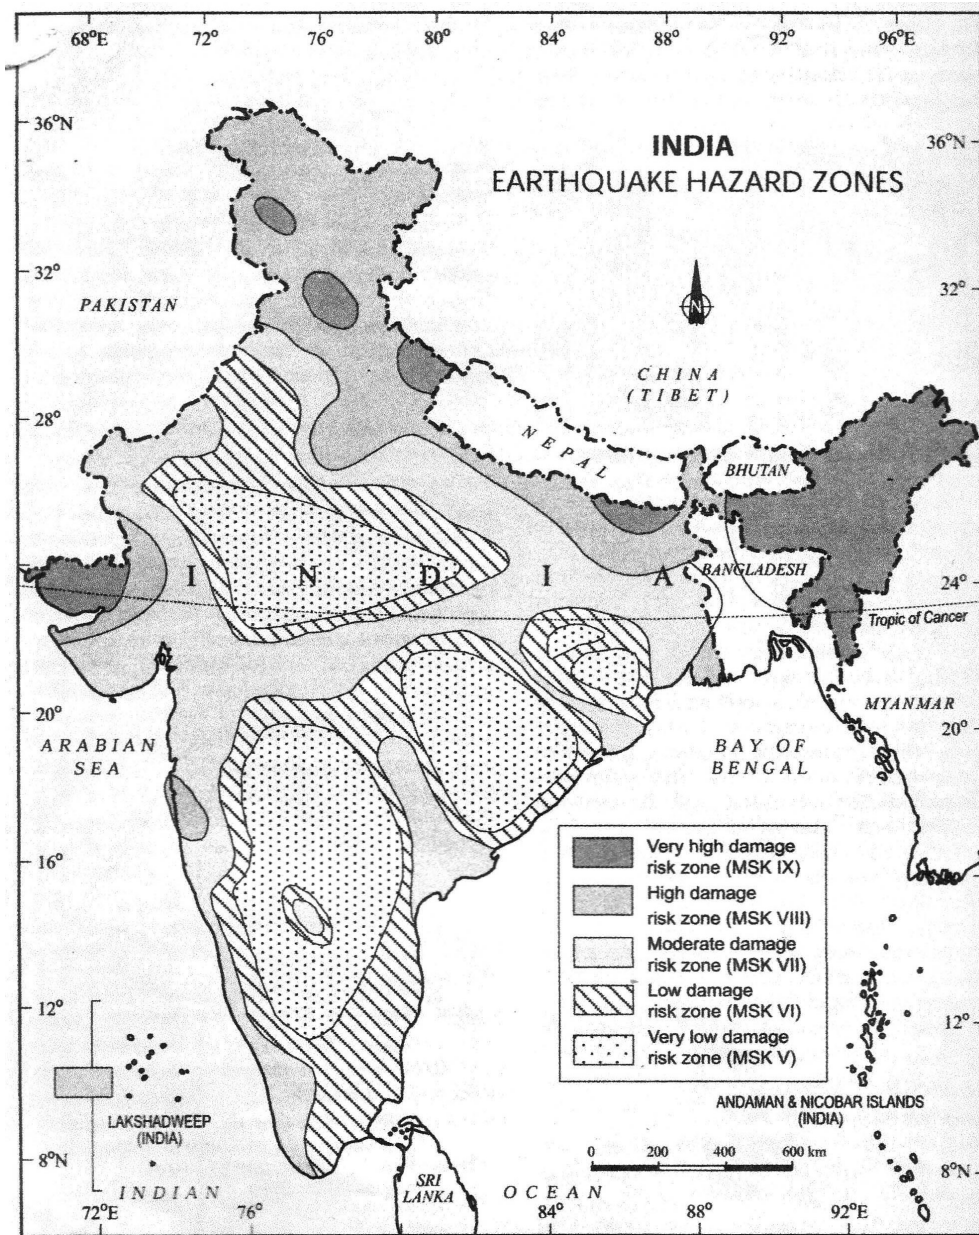 68°E 72 76° 80° 84° 88° 92° 96°E
36°N
36°N
INDIA
EARTHQUAKE HAZARD ZONES
32°
32°
N
PAKISTAN
CHINA
(TIBET)
28°
28°
NEPAL
BHUTAN
I N D I A
BANGLADESH
24°
24°
Tropic of Cancer
20°
20°
MYANMAR
ARABIAN
SEA
BAY OF
BENGAL
16°
16°
Very high damage
risk zone (MSK IX)
High damage
risk zone (MSK VIII)
Moderate damage
risk zone (MSK VII)
Low damage
risk zone (MSK VI)
Very low damage
risk zone (MSK V)
12°
12°
LAKSHADWEEP
(INDIA)
ANDAMAN & NICOBAR ISLANDS
(INDIA)
0 200 400 600 km
8°N
8°N
INDIAN OCEAN
SRI
LANKA
72°E 76° 80° 84° 88° 92°E